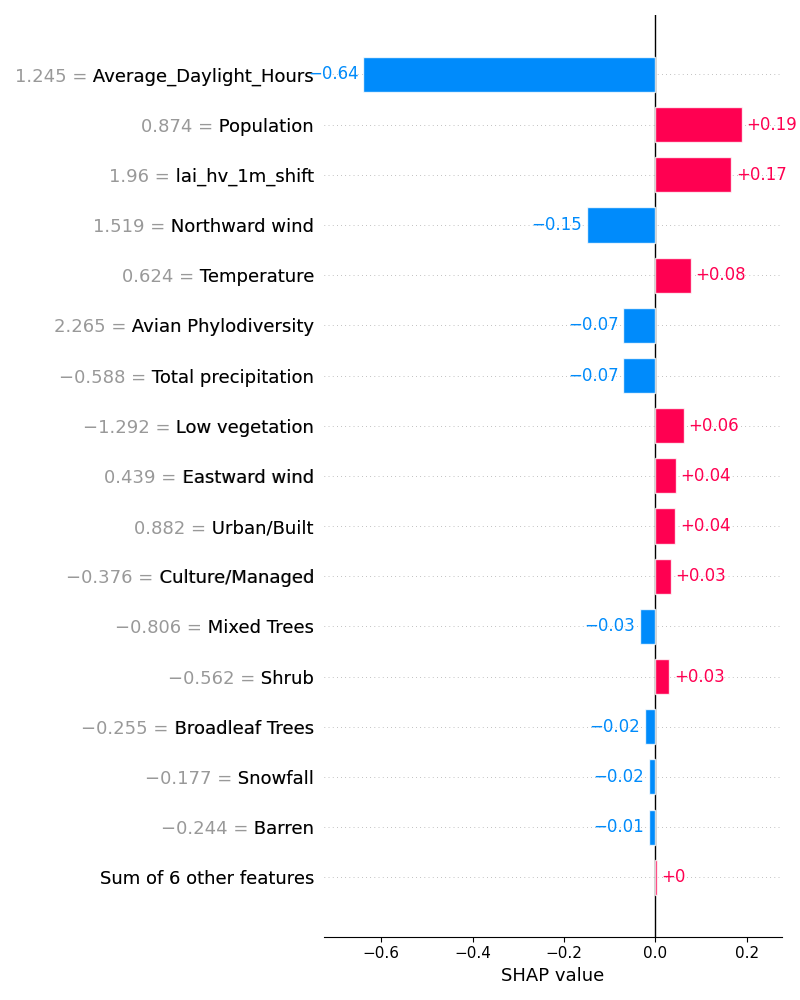 1.245 = Average_Daylight_Hours −0.64
0.874 = Population +0.19
1.96 = lai_hv_1m_shift +0.17
1.519 = Northward wind −0.15
0.624 = Temperature +0.08
2.265 = Avian Phylodiversity −0.07
−0.588 = Total precipitation −0.07
−1.292 = Low vegetation +0.06
0.439 = Eastward wind +0.04
0.882 = Urban/Built +0.04
−0.376 = Culture/Managed +0.03
−0.806 = Mixed Trees −0.03
−0.562 = Shrub +0.03
−0.255 = Broadleaf Trees −0.02
−0.177 = Snowfall −0.02
−0.244 = Barren −0.01
Sum of 6 other features +0
−0.6 −0.4 −0.2 0.0 0.2
SHAP value